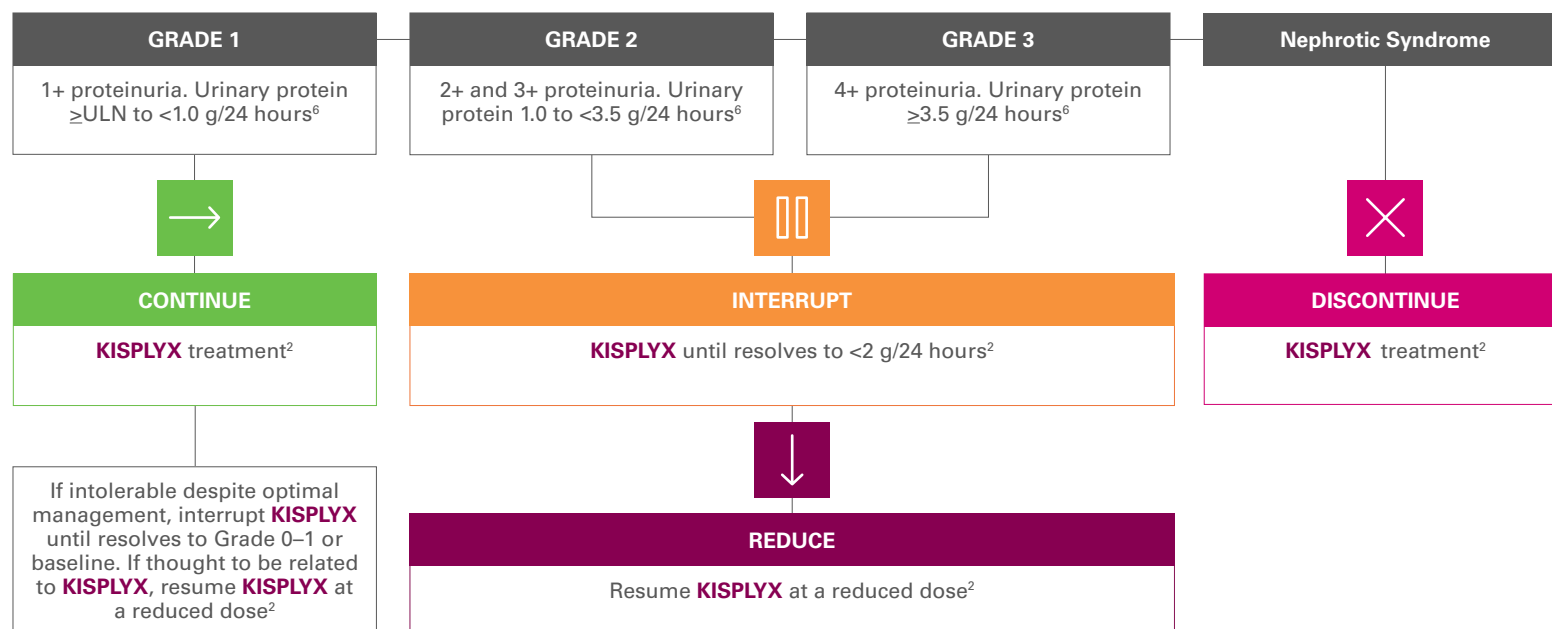 GRADE 1
1+ proteinuria. Urinary protein
≥ULN to <1.0 g/24 hours⁶
GRADE 2
2+ and 3+ proteinuria. Urinary
protein 1.0 to <3.5 g/24 hours⁶
GRADE 3
4+ proteinuria. Urinary protein
≥3.5 g/24 hours⁶
Nephrotic Syndrome
CONTINUE
KISPLYX treatment²
If intolerable despite optimal
management, interrupt KISPLYX
until resolves to Grade 0–1 or
baseline. If thought to be related
to KISPLYX, resume KISPLYX at
a reduced dose²
INTERRUPT
KISPLYX until resolves to <2 g/24 hours²
REDUCE
Resume KISPLYX at a reduced dose²
DISCONTINUE
KISPLYX treatment²